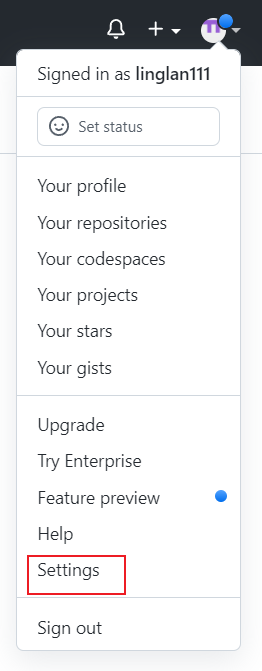 Signed in as linglan111
Set status
Your profile
Your repositories
Your codespaces
Your projects
Your stars
Your gists
Upgrade
Try Enterprise
Feature preview
Help
Settings
Sign out